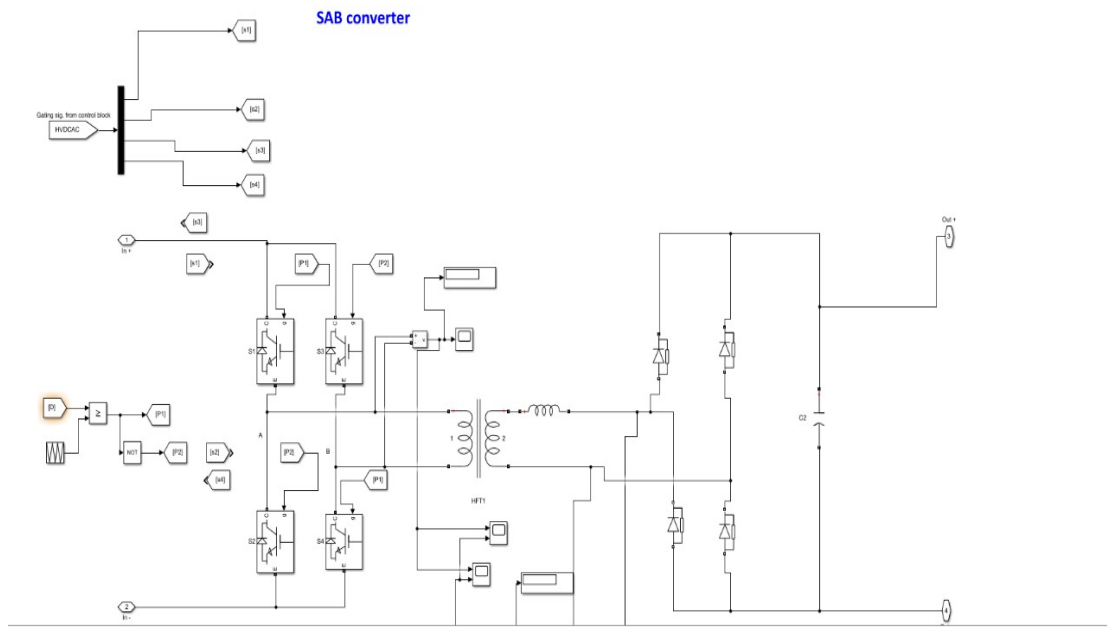 SAB converter
[s1]
Gating sig. from control block
HVDCAC
[s2]
[s3]
[s4]
[s3]
1
In +
[s1]
[P1]
[P2]
Out +
3
C
g
S1
E
C
g
S3
E
+
-
v
[D]
≥
[P1]
NOT
[P2]
[s2]
[s4]
A
B
1
2
C2
[P2]
[P1]
HFT1
C
g
S2
E
C
g
S4
E
2
In -
4